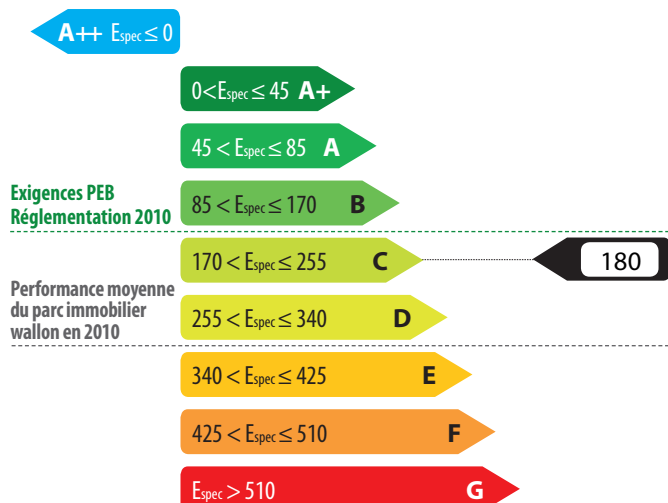 A++ Espec ≤ 0
0<Espec ≤ 45 A+
45 < Espec ≤ 85 A
Exigences PEB
Réglementation 2010
85 < Espec ≤ 170 B
170 < Espec ≤ 255 C
180
Performance moyenne
du parc immobilier
wallon en 2010
255 < Espec ≤ 340 D
340 < Espec ≤ 425 E
425 < Espec ≤ 510 F
Espec > 510 G